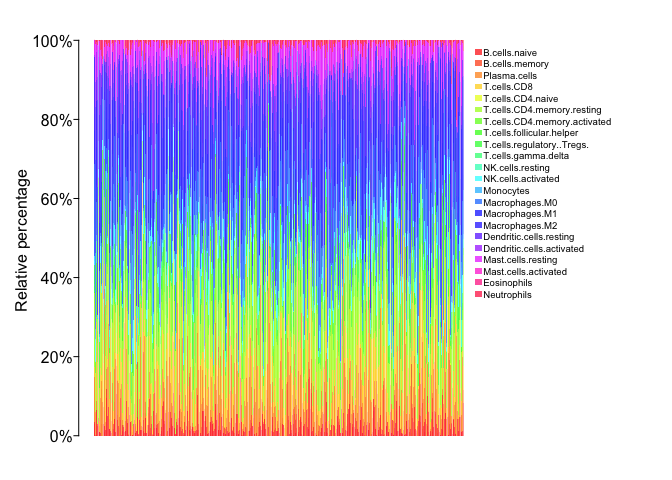 100%
80%
60%
40%
20%
0%
Relative percentage
B.cells.naive
B.cells.memory
Plasma.cells
T.cells.CD8
T.cells.CD4.naive
T.cells.CD4.memory.resting
T.cells.CD4.memory.activated
T.cells.follicular.helper
T.cells.regulatory..Tregs.
T.cells.gamma.delta
NK.cells.resting
NK.cells.activated
Monocytes
Macrophages.M0
Macrophages.M1
Macrophages.M2
Dendritic.cells.resting
Dendritic.cells.activated
Mast.cells.resting
Mast.cells.activated
Eosinophils
Neutrophils